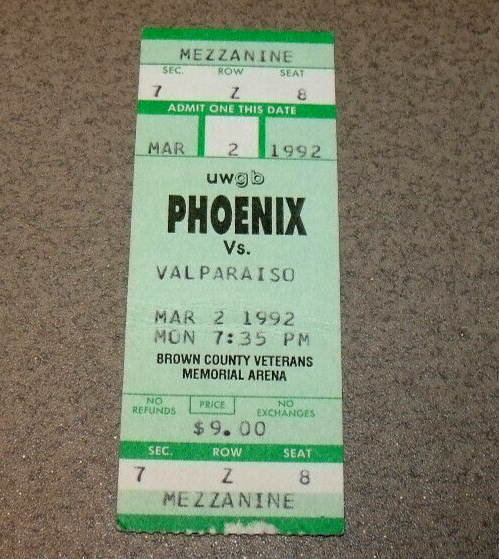 MEZZANINE
SEC. ROW SEAT
7 Z 8
ADMIT ONE THIS DATE
MAR 2 1992
uwgb
PHOENIX
Vs.
VALPARAISO
MAR 2 1992
MON 7:35 PM
BROWN COUNTY VETERANS
MEMORIAL ARENA
NO REFUNDS PRICE NO EXCHANGES
$9.00
SEC. ROW SEAT
7 Z 8
MEZZANINE